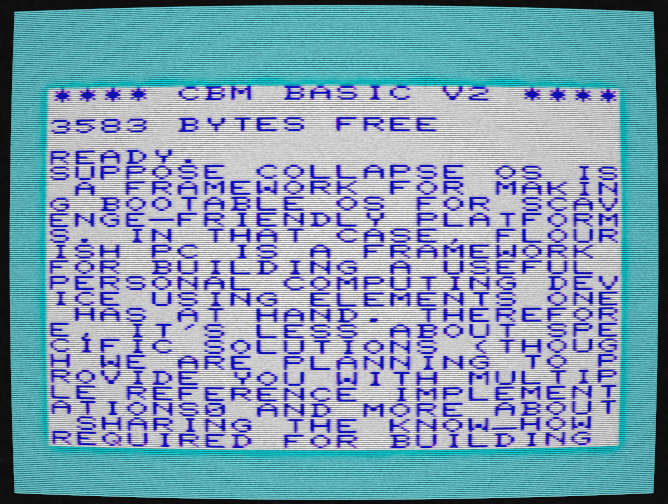 **** CBM BASIC V2 ****
3583 BYTES FREE
READY.
SUPPOSE COLLAPSE OS IS
A FRAMEWORK FOR MAKIN
G BOOTABLE OS FOR SCAV
ENGE-FRIENDLY PLATFORM
S. IN THAT CASE, FLOUR
ISH PC IS A FRAMEWORK
FOR BUILDING A USEFUL
PERSONAL COMPUTING DEV
ICE USING ELEMENTS ONE
HAS AT HAND. THEREFOR
E, IT'S LESS ABOUT SPE
CIFIC SOLUTIONS (THOUG
H WE ARE PLANNING TO P
ROVIDE YOU WITH MULTIP
LE REFERENCE IMPLEMENT
ATIONS) AND MORE ABOUT
SHARING THE KNOW-HOW
REQUIRED FOR BUILDING